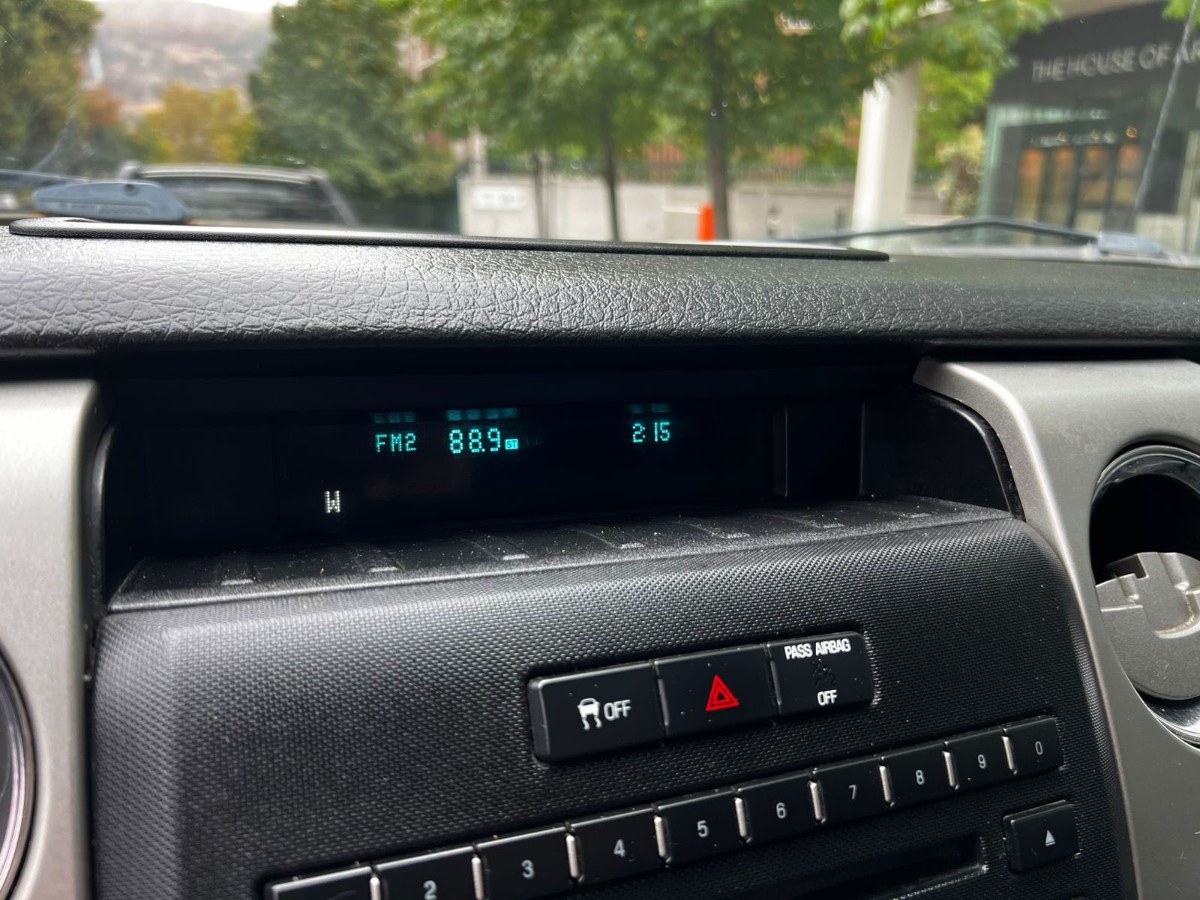 THE HOUSE OF
FM2 88.9 ST 2:15
W
OFF
PASS AIRBAG
OFF
2 3 4 5 6 7 8 9 0